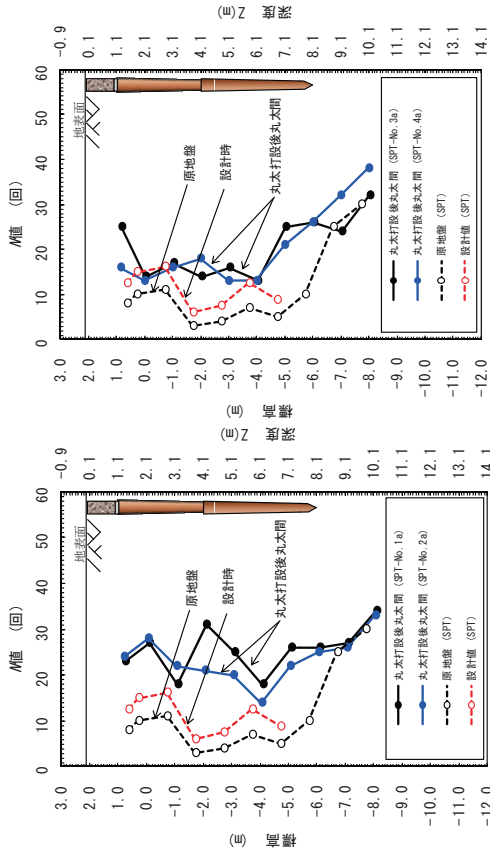 N値 (回)
0 10 20 30 40 50 60
標高 (m)
3.0
2.0
1.0
0.0
-1.0
-2.0
-3.0
-4.0
-5.0
-6.0
-7.0
-8.0
-9.0
-10.0
-11.0
-12.0
深度 Z(m)
-0.9
0.1
1.1
2.1
3.1
4.1
5.1
6.1
7.1
8.1
9.1
10.1
11.1
12.1
13.1
14.1
地表面
原地盤
設計時
丸太打設後丸太間
丸太打設後丸太間 (SPT-No.1a)
丸太打設後丸太間 (SPT-No.2a)
原地盤 (SPT)
設計値 (SPT)
N値 (回)
0 10 20 30 40 50 60
標高 (m)
3.0
2.0
1.0
0.0
-1.0
-2.0
-3.0
-4.0
-5.0
-6.0
-7.0
-8.0
-9.0
-10.0
-11.0
-12.0
深度 Z(m)
-0.9
0.1
1.1
2.1
3.1
4.1
5.1
6.1
7.1
8.1
9.1
10.1
11.1
12.1
13.1
14.1
地表面
原地盤
設計時
丸太打設後丸太間
丸太打設後丸太間 (SPT-No.3a)
丸太打設後丸太間 (SPT-No.4a)
原地盤 (SPT)
設計値 (SPT)